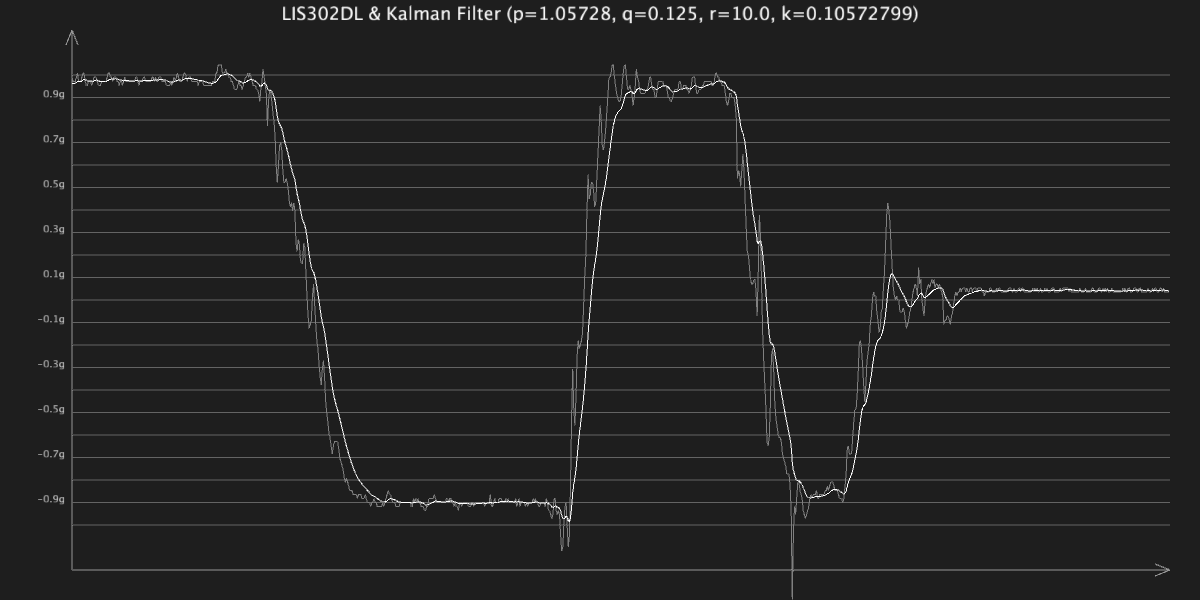 LIS302DL & Kalman Filter (p=1.05728, q=0.125, r=10.0, k=0.10572799)
0.9g
0.7g
0.5g
0.3g
0.1g
-0.1g
-0.3g
-0.5g
-0.7g
-0.9g